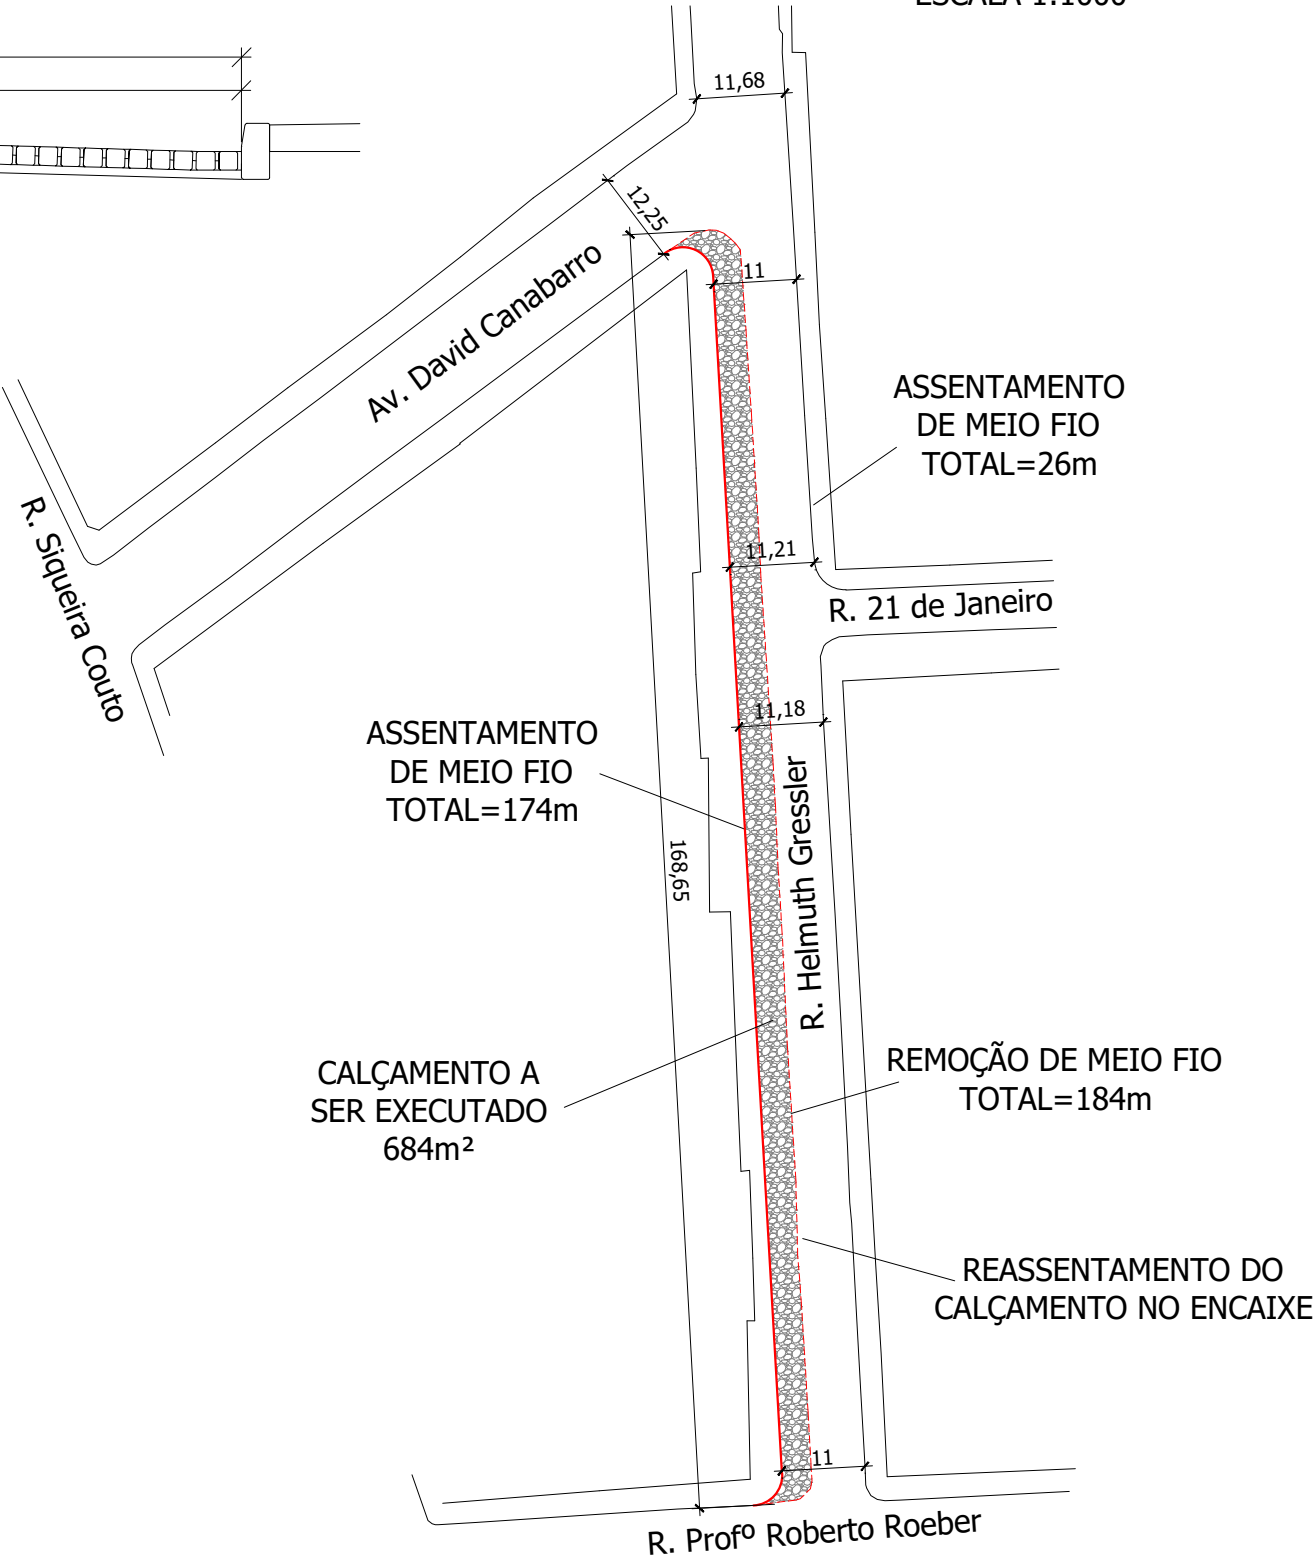 ESCALA 1:1000
11,68
12,25
Av. David Canabarro
11
ASSENTAMENTO
DE MEIO FIO
TOTAL=26m
R. Siqueira Couto
11,21
R. 21 de Janeiro
11,18
ASSENTAMENTO
DE MEIO FIO
TOTAL=174m
168,65
R. Helmuth Gressler
CALÇAMENTO A
SER EXECUTADO
684m²
REMOÇÃO DE MEIO FIO
TOTAL=184m
REASSENTAMENTO DO
CALÇAMENTO NO ENCAIXE
11
R. Profº Roberto Roeber